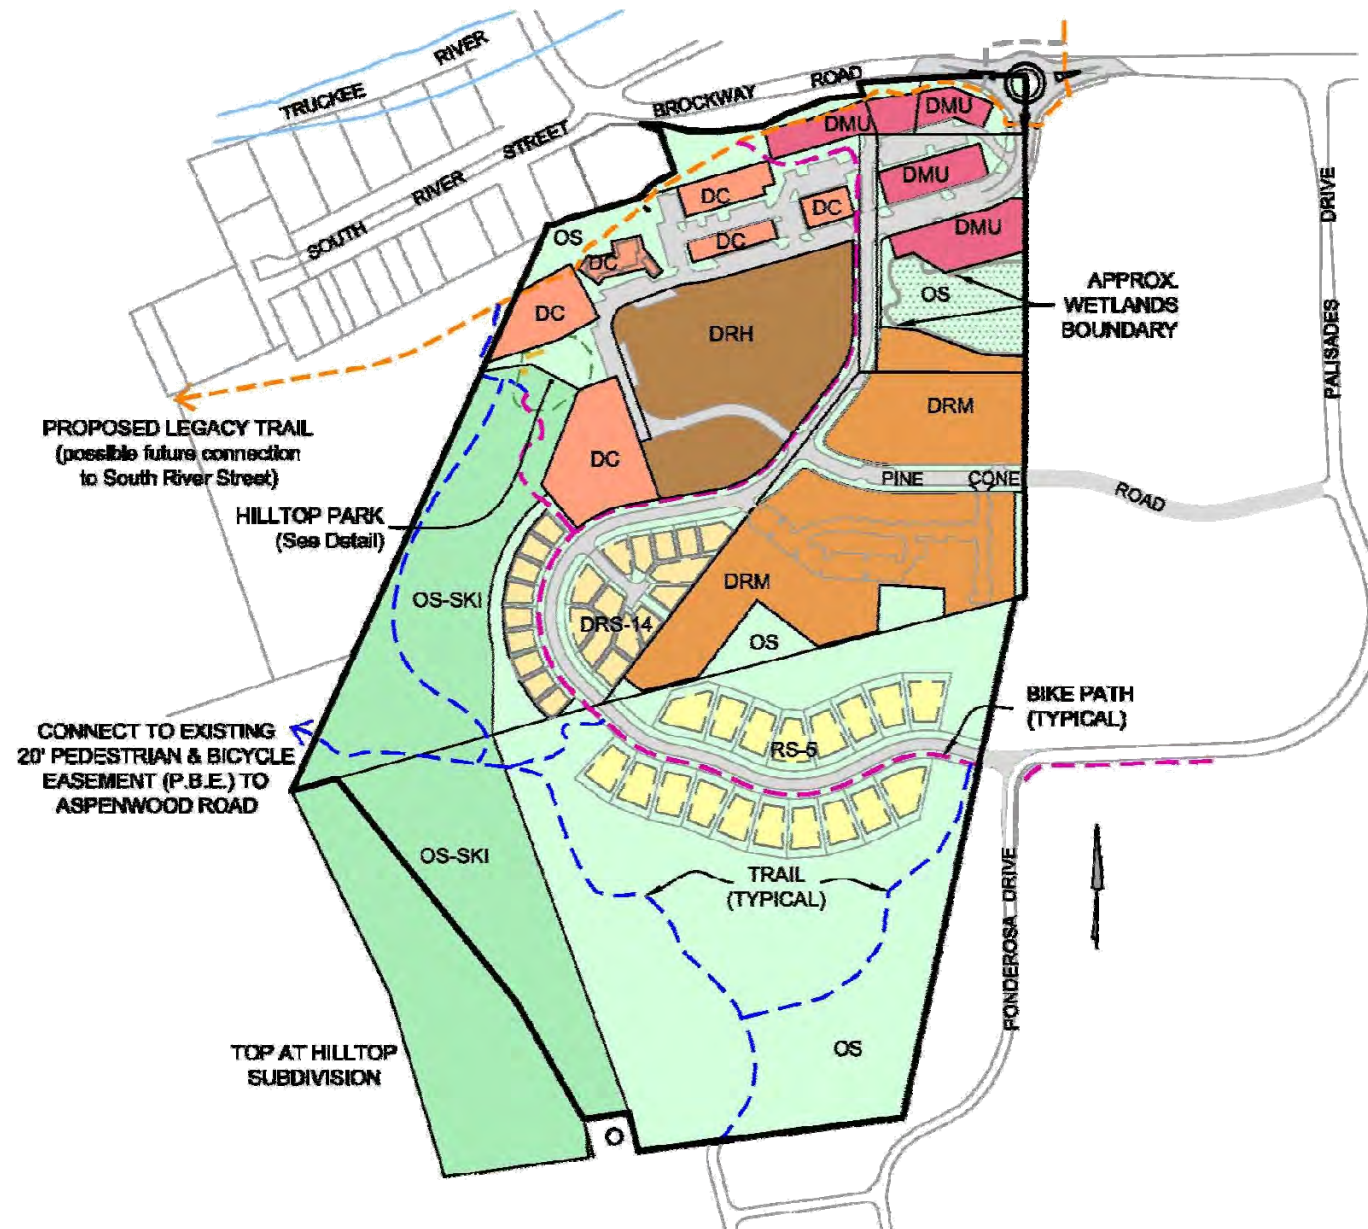 TRUCKEE RIVER
BROCKWAY ROAD
SOUTH RIVER STREET
DMU
DMU
DMU
DMU
DC
DC
DC
DC
DC
DC
OS
OS
DRH
DRM
APPROX.
WETLANDS
BOUNDARY
PALISADES DRIVE
PROPOSED LEGACY TRAIL
(possible future connection
to South River Street)
HILLTOP PARK
(See Detail)
PINE CONE ROAD
OS-SKI
DRS-14
DRM
OS
CONNECT TO EXISTING
20' PEDESTRIAN & BICYCLE
EASEMENT (P.B.E.) TO
ASPENWOOD ROAD
BIKE PATH
(TYPICAL)
RS-5
OS-SKI
TRAIL
(TYPICAL)
PONDEROSA DRIVE
OS
TOP AT HILLTOP
SUBDIVISION